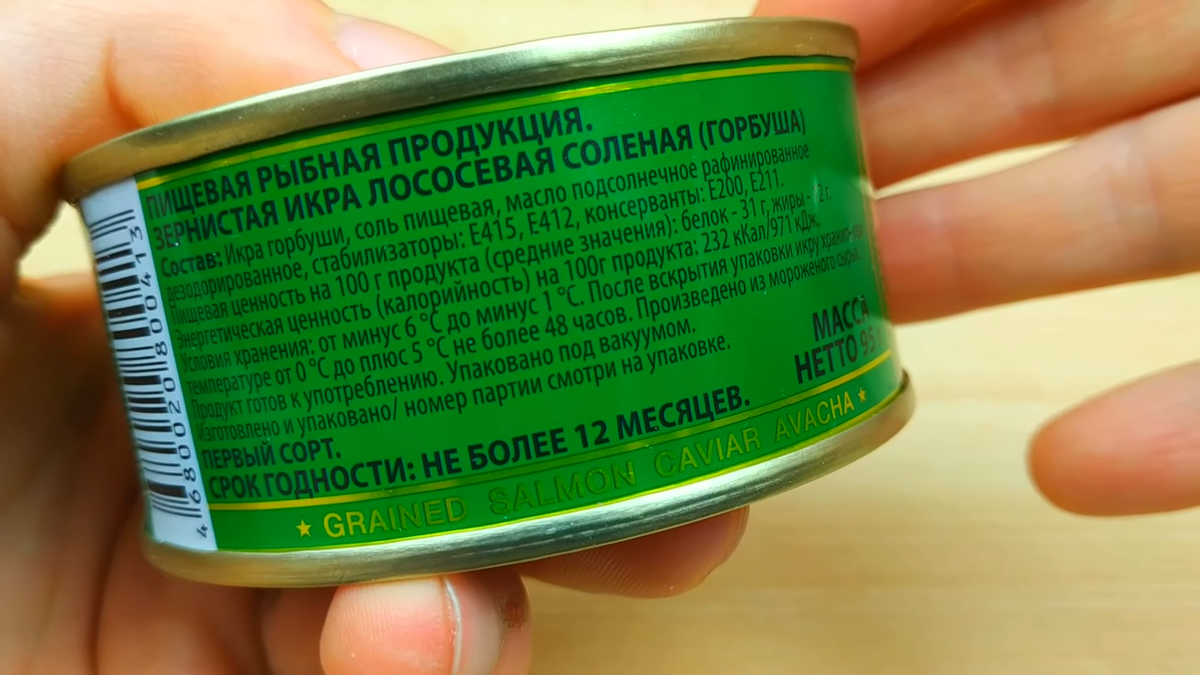 ПИЩЕВАЯ РЫБНАЯ ПРОДУКЦИЯ.
ЗЕРНИСТАЯ ИКРА ЛОСОСЕВАЯ СОЛЕНАЯ (ГОРБУША)
Состав: Икра горбуши, соль пищевая, масло подсолнечное рафинированное
дезодорированное, стабилизаторы: Е415, Е412, консерванты: Е200, Е211.
Пищевая ценность на 100 г продукта (средние значения): белок - 31 г, жиры -
Энергетическая ценность (калорийность) на 100г продукта: 232 кКал/971 кДж.
Условия хранения: от минус 6 °С до минус 1 °С. После вскрытия упаковки икру
температуре от 0 °С до плюс 5 °С не более 48 часов. Произведено из мороженого сырья.
Продукт готов к употреблению. Упаковано под вакуумом.
Изготовлено и упаковано/ номер партии смотри на упаковке.
ПЕРВЫЙ СОРТ.
СРОК ГОДНОСТИ: НЕ БОЛЕЕ 12 МЕСЯЦЕВ.
МАССА
НЕТТО 95
GRAINED SALMON CAVIAR AVACHA
4 680020 800413